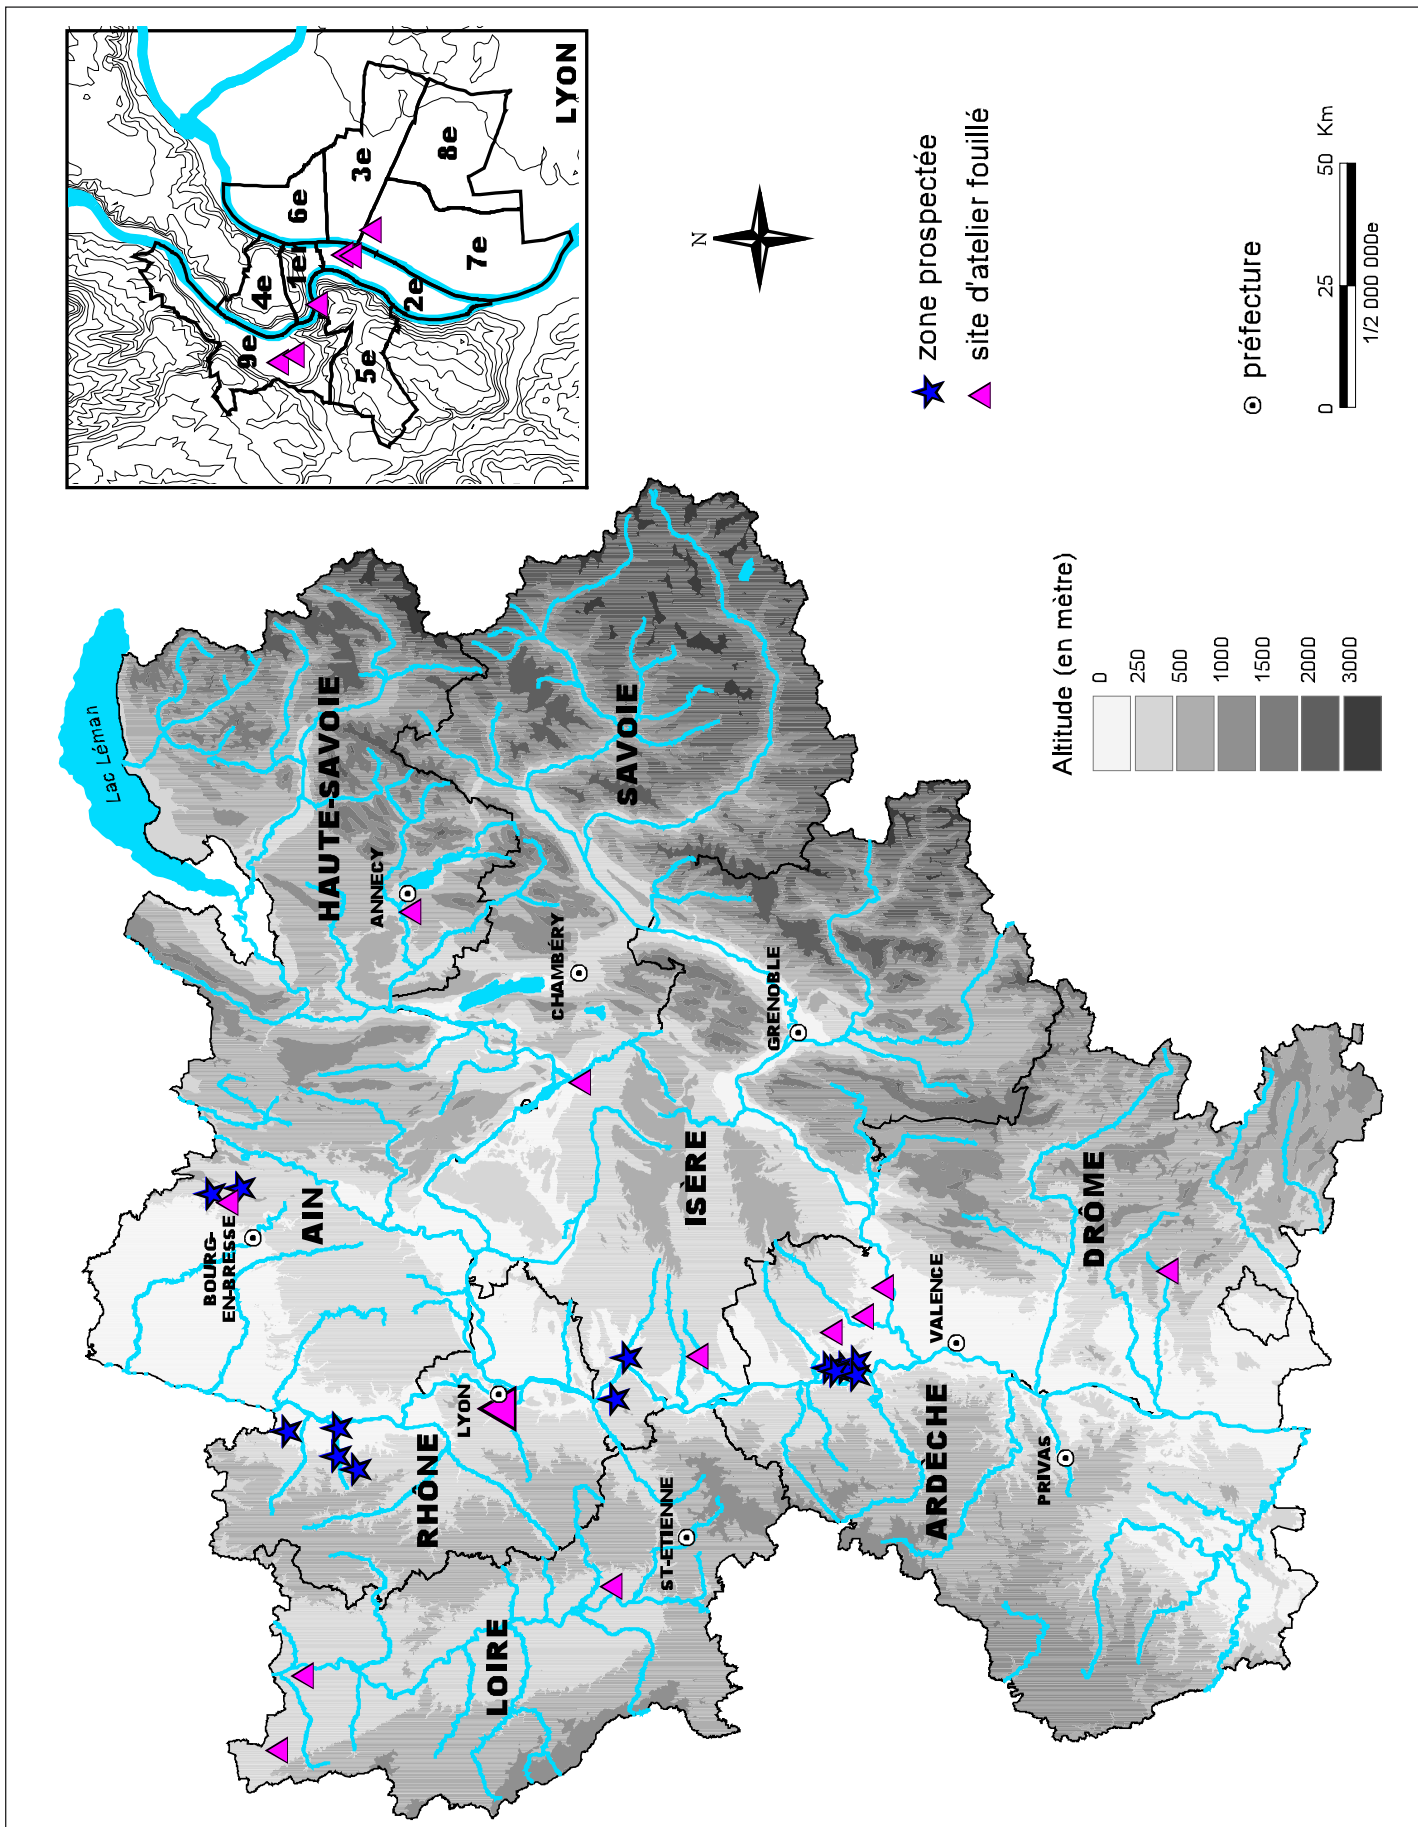 Lac Léman
HAUTE-SAVOIE
ANNECY
SAVOIE
CHAMBÉRY
GRENOBLE
ISÈRE
AIN
BOURG-
EN-BRESSE
LYON
RHÔNE
LOIRE
ST-ETIENNE
ARDÈCHE
PRIVAS
VALENCE
DRÔME
LYON
9e
4e
1er
6e
3e
8e
7e
2e
5e
N
zone prospectée
site d'atelier fouillé
préfecture
0 25 50 Km
1/2 000 000e
Altitude (en mètre)
0
250
500
1000
1500
2000
3000